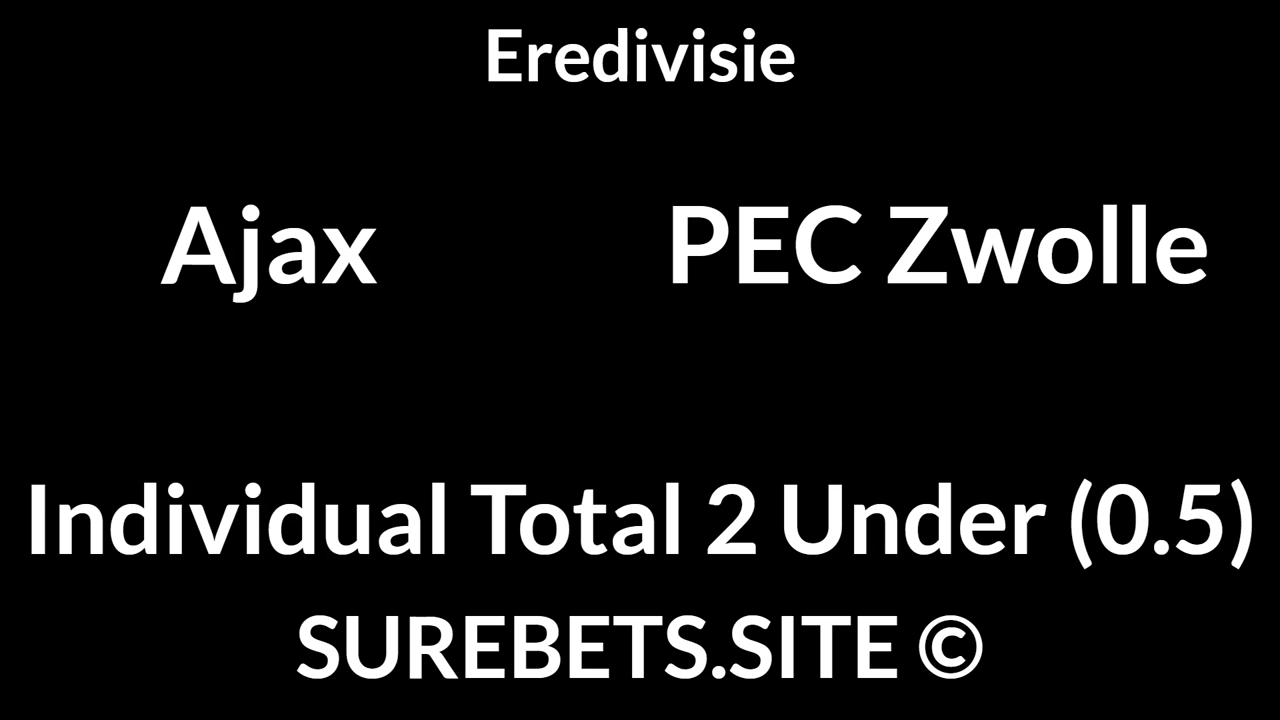 Eredivisie
Ajax PEC Zwolle
Individual Total 2 Under (0.5)
SUREBETS.SITE ©